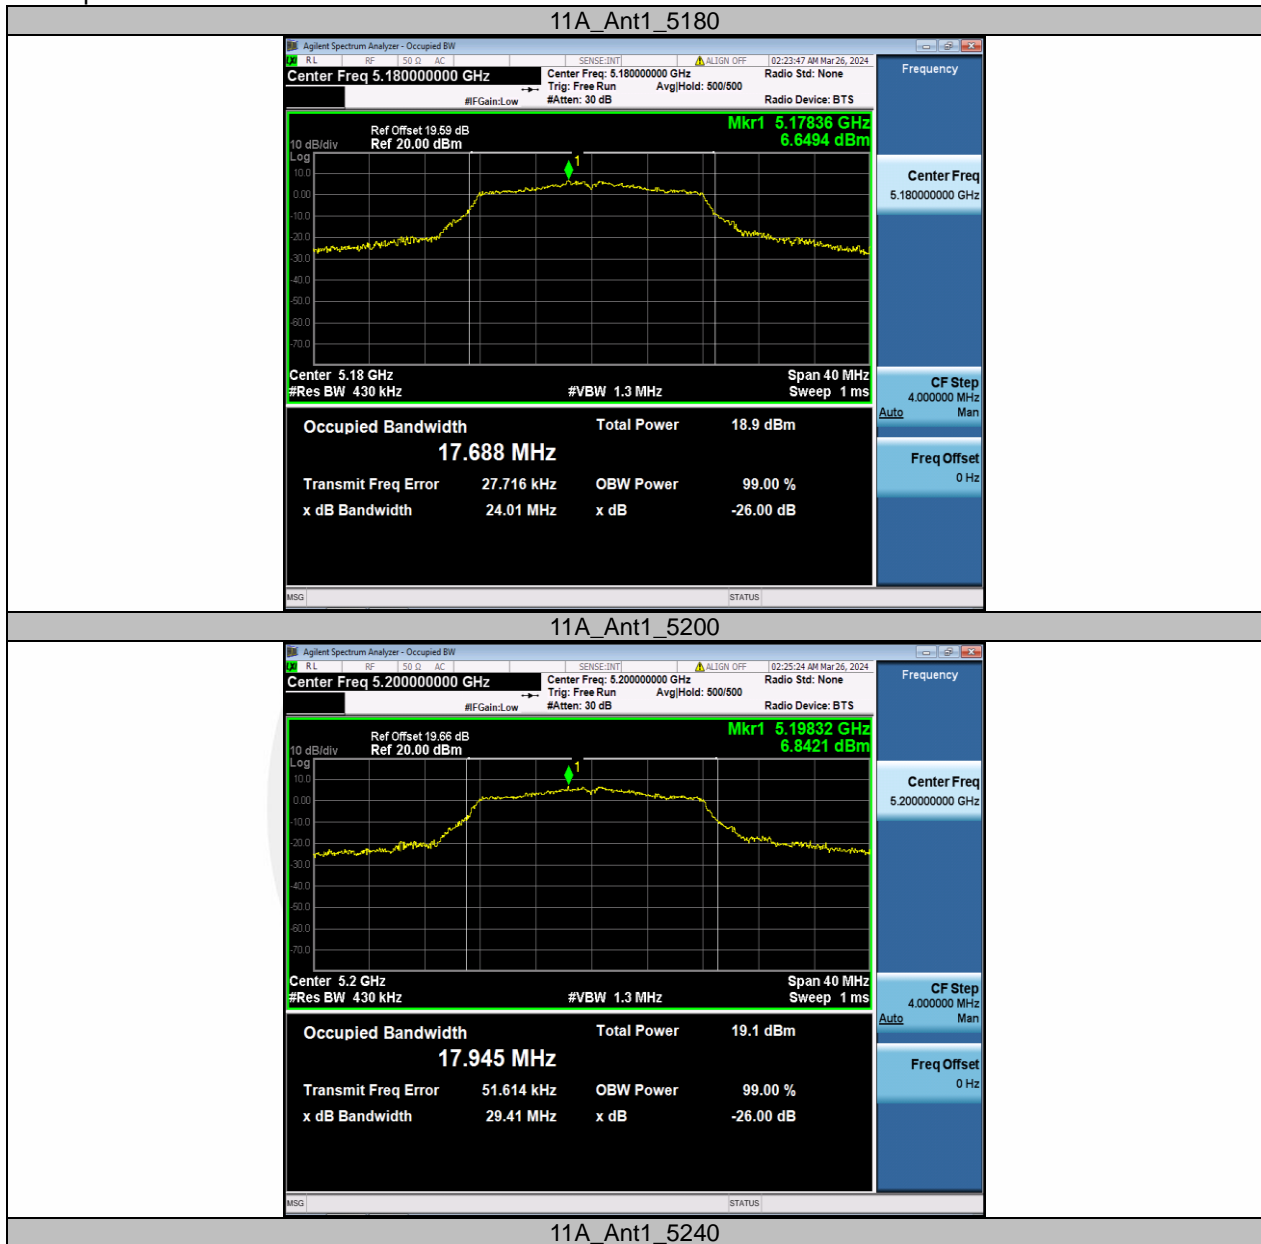 11A_Ant1_5180
Agilent Spectrum Analyzer - Occupied BW
RL RF 50 Ω AC SENSE:INT ALIGN OFF 02:23:47 AM Mar 26, 2024
Center Freq 5.180000000 GHz
Center Freq: 5.180000000 GHz Radio Std: None
Trig: Free Run Avg|Hold: 500/500
#IFGain:Low #Atten: 30 dB Radio Device: BTS
Frequency
Mkr1 5.17836 GHz
6.6494 dBm
Ref Offset 19.59 dB
10 dB/div Ref 20.00 dBm
Log
1
10.0
0.00
-10.0
-20.0
-30.0
-40.0
-50.0
-60.0
-70.0
Center Freq
5.180000000 GHz
Center 5.18 GHz Span 40 MHz
#Res BW 430 kHz #VBW 1.3 MHz Sweep 1 ms
CF Step
4.000000 MHz
Auto Man
Occupied Bandwidth Total Power 18.9 dBm
17.688 MHz
Transmit Freq Error 27.716 kHz OBW Power 99.00 %
x dB Bandwidth 24.01 MHz x dB -26.00 dB
Freq Offset
0 Hz
MSG STATUS
11A_Ant1_5200
Agilent Spectrum Analyzer - Occupied BW
RL RF 50 Ω AC SENSE:INT ALIGN OFF 02:25:24 AM Mar 26, 2024
Center Freq 5.200000000 GHz
Center Freq: 5.200000000 GHz Radio Std: None
Trig: Free Run Avg|Hold: 500/500
#IFGain:Low #Atten: 30 dB Radio Device: BTS
Frequency
Mkr1 5.19832 GHz
6.8421 dBm
Ref Offset 19.66 dB
10 dB/div Ref 20.00 dBm
Log
1
10.0
0.00
-10.0
-20.0
-30.0
-40.0
-50.0
-60.0
-70.0
Center Freq
5.200000000 GHz
Center 5.2 GHz Span 40 MHz
#Res BW 430 kHz #VBW 1.3 MHz Sweep 1 ms
CF Step
4.000000 MHz
Auto Man
Occupied Bandwidth Total Power 19.1 dBm
17.945 MHz
Transmit Freq Error 51.614 kHz OBW Power 99.00 %
x dB Bandwidth 29.41 MHz x dB -26.00 dB
Freq Offset
0 Hz
MSG STATUS
11A_Ant1_5240